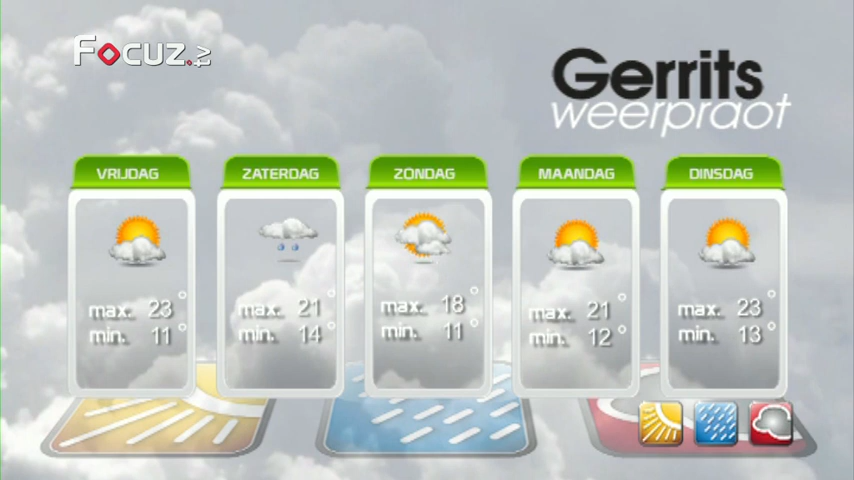 FOCUZ.tv
Gerrits
weerpraot
VRIJDAG
max. 23°
min. 11°
ZATERDAG
max. 21°
min. 14°
ZONDAG
max. 18°
min. 11°
MAANDAG
max. 21°
min. 12°
DINSDAG
max. 23°
min. 13°